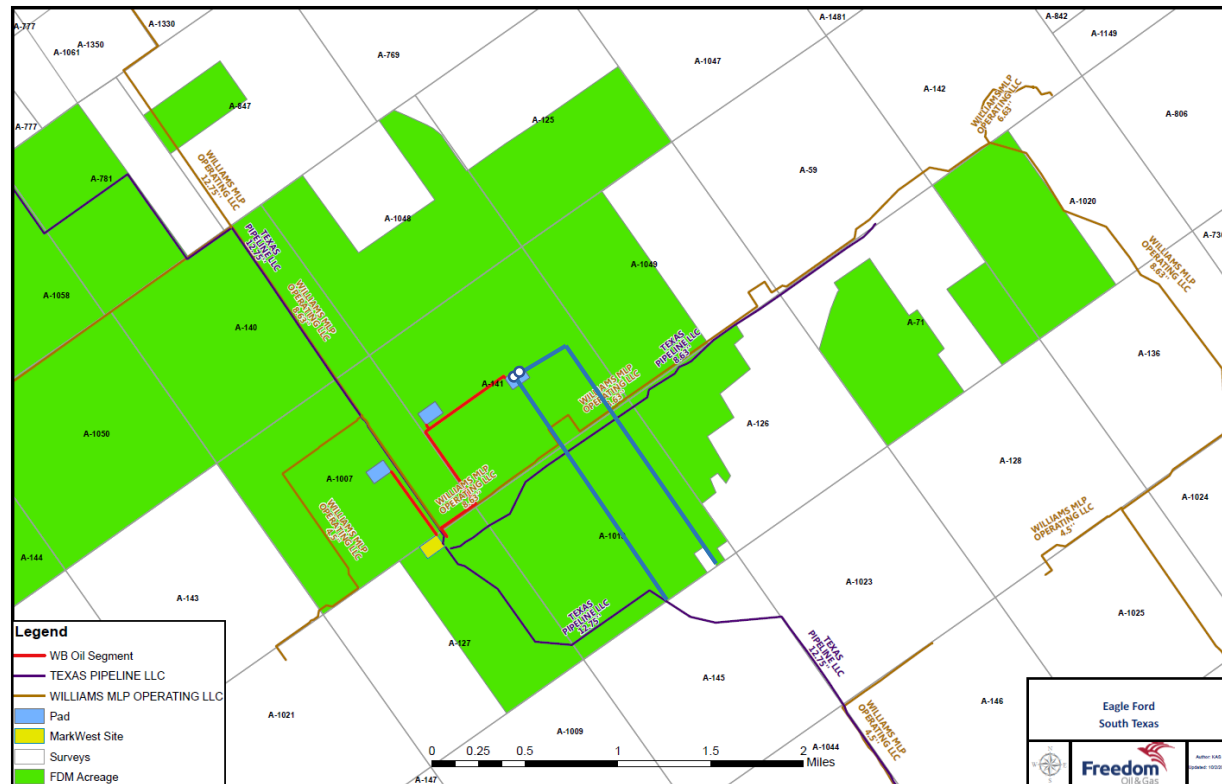 A-777
A-1330
A-1350
A-1061
A-769
A-1481
A-842
A-1149
A-1047
A-142
WILLIAMS MLP
OPERATING LLC
6.63"
A-847
A-125
A-806
A-777
A-59
A-781
WILLIAMS MLP
OPERATING LLC
12.75"
A-1048
A-1020
TEXAS
PIPELINE LLC
12.75"
A-1049
WILLIAMS MLP
OPERATING LLC
8.63"
A-1058
WILLIAMS MLP
OPERATING LLC
8.63"
A-140
A-71
TEXAS
PIPELINE LLC
8.63"
A-136
A-141
WILLIAMS MLP
OPERATING LLC
A-1050
A-126
A-1007
WILLIAMS MLP
OPERATING LLC
8.63"
A-128
A-1024
WILLIAMS MLP
OPERATING LLC
WILLIAMS MLP
OPERATING LLC
4.5"
A-144
A-143
A-1023
A-1025
TEXAS
PIPELINE LLC
12.75"
A-127
TEXAS
PIPELINE LLC
12.75"
A-145
A-146
WILLIAMS MLP
OPERATING LLC
4.5"
A-1021
A-1009
A-1044
A-147
Legend
WB Oil Segment
TEXAS PIPELINE LLC
WILLIAMS MLP OPERATING LLC
Pad
MarkWest Site
Surveys
FDM Acreage
0 0.25 0.5 1 1.5 2
Miles
Eagle Ford
South Texas
N
Freedom
Oil & Gas